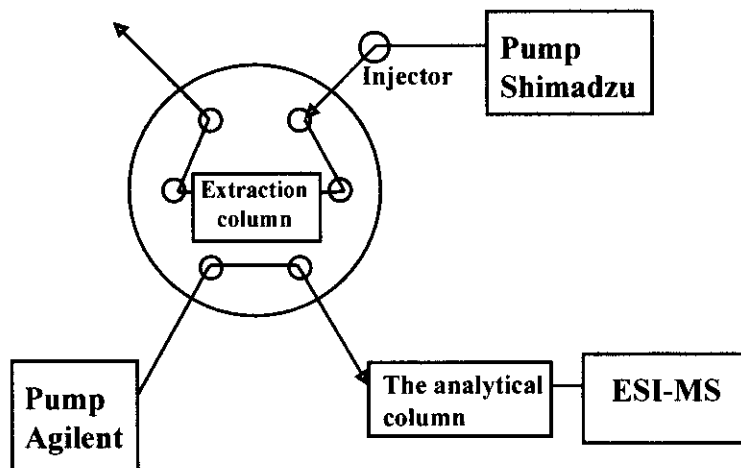 Pump
Shimadzu
Injector
Extraction
column
Pump
Agilent
The analytical
column
ESI-MS